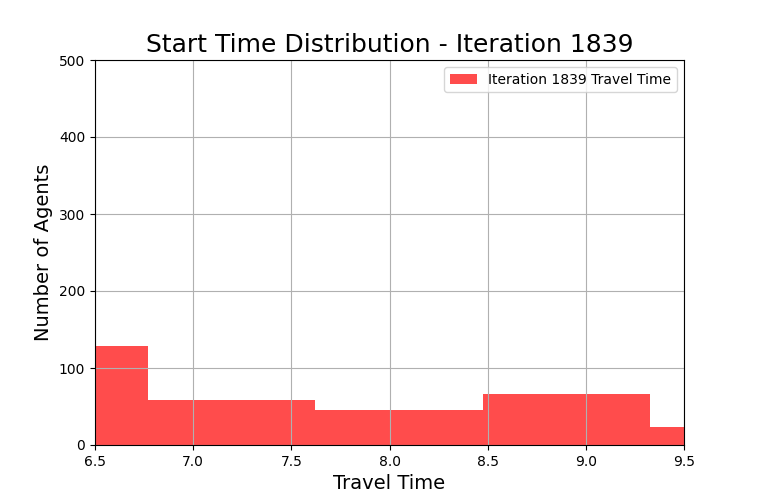 Start Time Distribution - Iteration 1839
Iteration 1839 Travel Time
Number of Agents
500
400
300
200
100
0
6.5 7.0 7.5 8.0 8.5 9.0 9.5
Travel Time